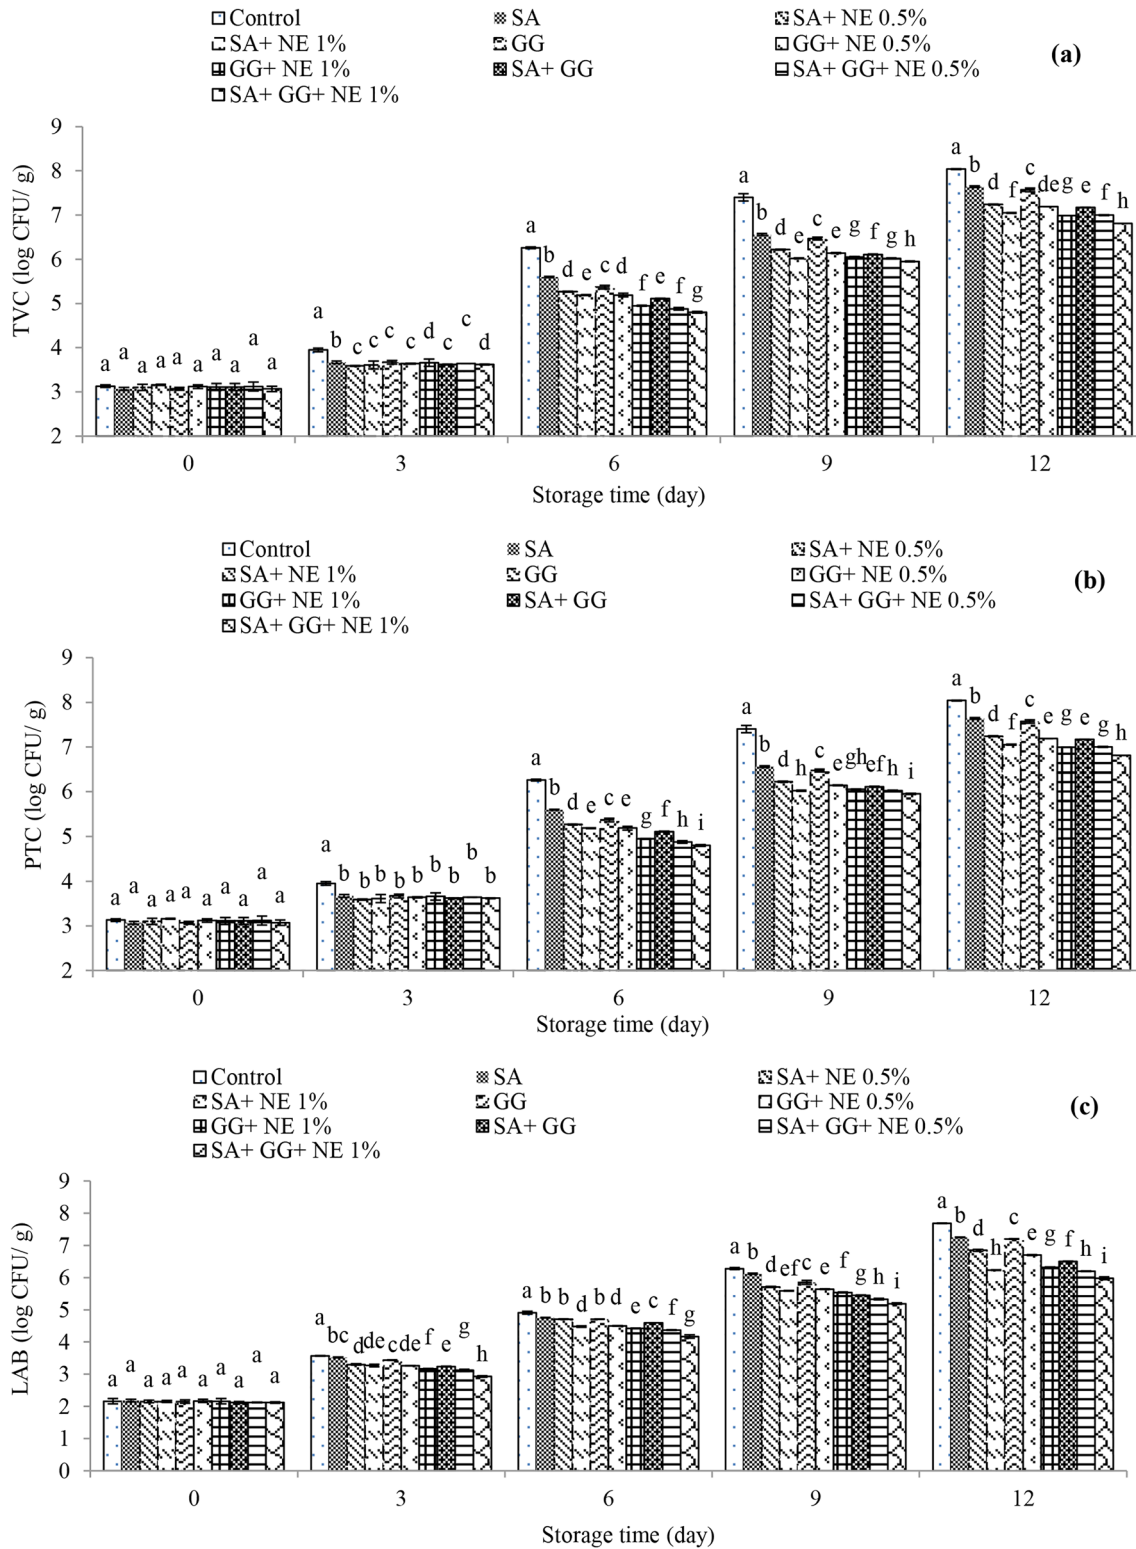 Control SA SA+ NE 0.5%
SA+ NE 1% GG GG+ NE 0.5%
(a)
GG+ NE 1% SA+ GG SA+ GG+ NE 0.5%
SA+ GG+ NE 1%
TVC (log CFU/ g)
9
8
7
6
5
4
3
2
a a a a a a a a a a
a b c c c c d c c d
a b d e c d f e f g
a b d e c e g f g h
a b d f c de g e f h
0 3 6 9 12
Storage time (day)
Control SA SA+ NE 0.5%
SA+ NE 1% GG GG+ NE 0.5%
(b)
GG+ NE 1% SA+ GG SA+ GG+ NE 0.5%
SA+ GG+ NE 1%
PTC (log CFU/ g)
9
8
7
6
5
4
3
2
a a a a a a a a a a
a b b b b b b b b b
a b d e c e g f h i
a b d h c e gh ef h i
a b d f c e g e g h
0 3 6 9 12
Storage time (day)
Control SA SA+ NE 0.5%
SA+ NE 1% GG GG+ NE 0.5%
(c)
GG+ NE 1% SA+ GG SA+ GG+ NE 0.5%
SA+ GG+ NE 1%
LAB (log CFU/ g)
9
8
7
6
5
4
3
2
1
0
a a a a a a a a a a
a bc d de c de f e g h
a b b d b d e c f g
a b d ef c e f g h i
a b d h c e g f h i
0 3 6 9 12
Storage time (day)